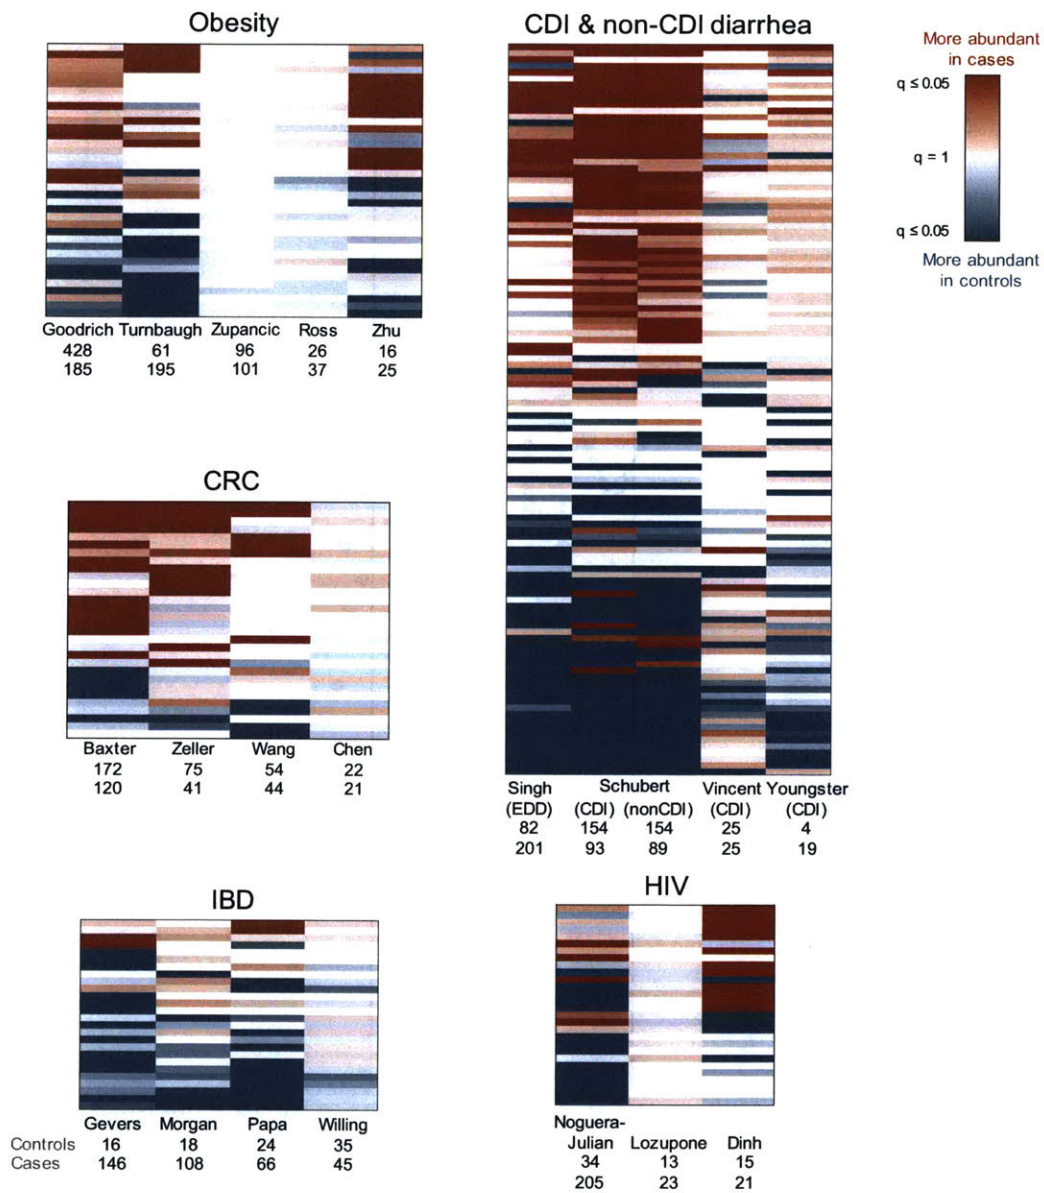 Obesity
Goodrich Turnbaugh Zupancic Ross Zhu
428 61 96 26 16
185 195 101 37 25
CDI & non-CDI diarrhea
Singh Schubert Vincent Youngster
(EDD) (CDI) (nonCDI) (CDI) (CDI)
82 154 154 25 4
201 93 89 25 19
More abundant
in cases
q ≤ 0.05
q = 1
q ≤ 0.05
More abundant
in controls
CRC
Baxter Zeller Wang Chen
172 75 54 22
120 41 44 21
IBD
Gevers Morgan Papa Willing
Controls 16 18 24 35
Cases 146 108 66 45
HIV
Noguera-
Julian Lozupone Dinh
34 13 15
205 23 21